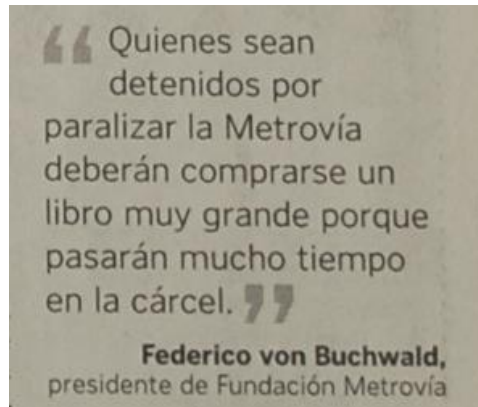 “ Quienes sean
detenidos por
paralizar la Metrovía
deberán comprarse un
libro muy grande porque
pasarán mucho tiempo
en la cárcel. ”
Federico von Buchwald,
presidente de Fundación Metrovía